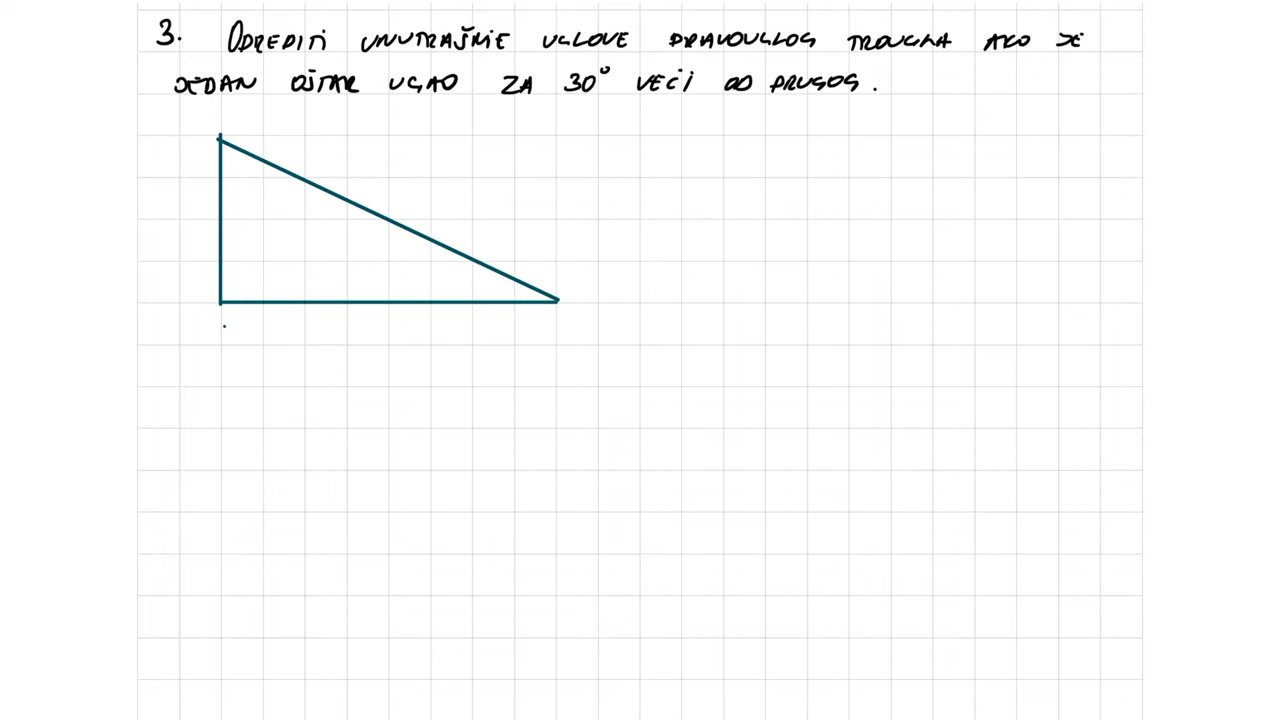 3. ODREDITI UNUTRAŠNJE UGLOVE PRAVOUGLOG TROUGLA AKO JE
JEDAN OŠTAR UGAO ZA 30° VEĆI OD DRUGOG.